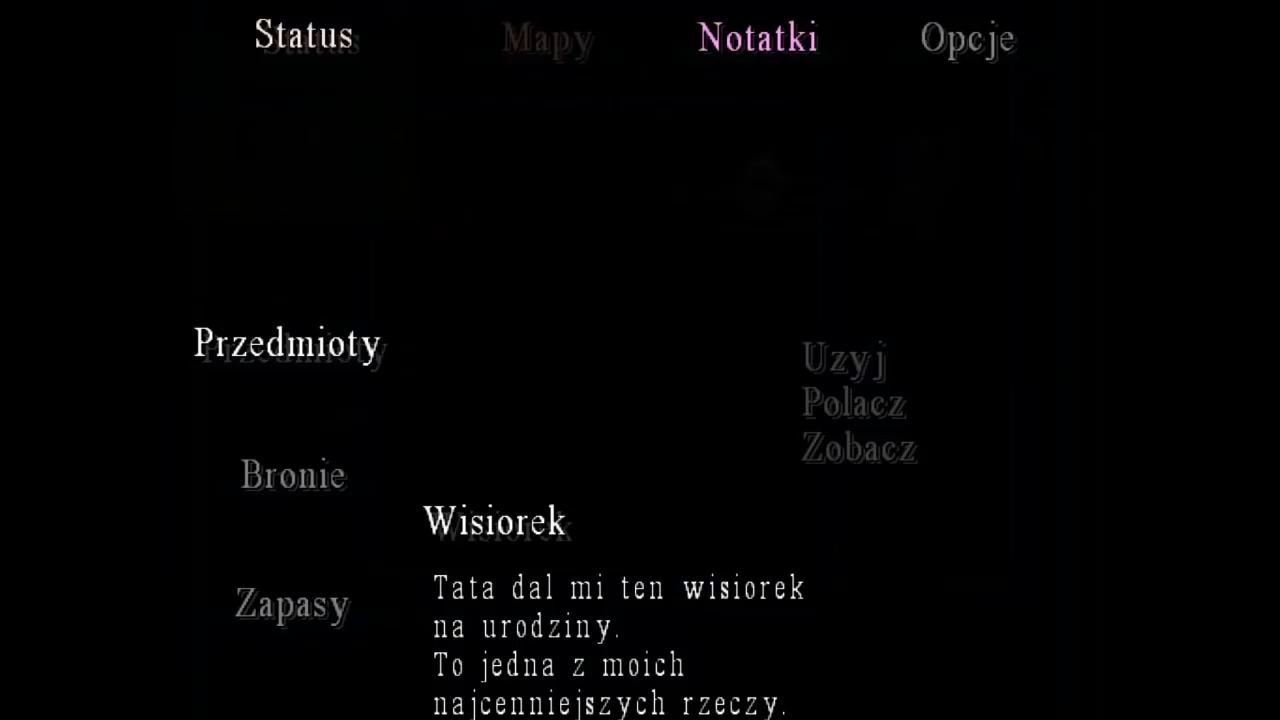 Status Mapy Notatki Opcje
Przedmioty
Uzyj
Polacz
Zobacz
Bronie
Wisiorek
Zapasy
Tata dal mi ten wisiorek
na urodziny.
To jedna z moich
najcenniejszych rzeczy.